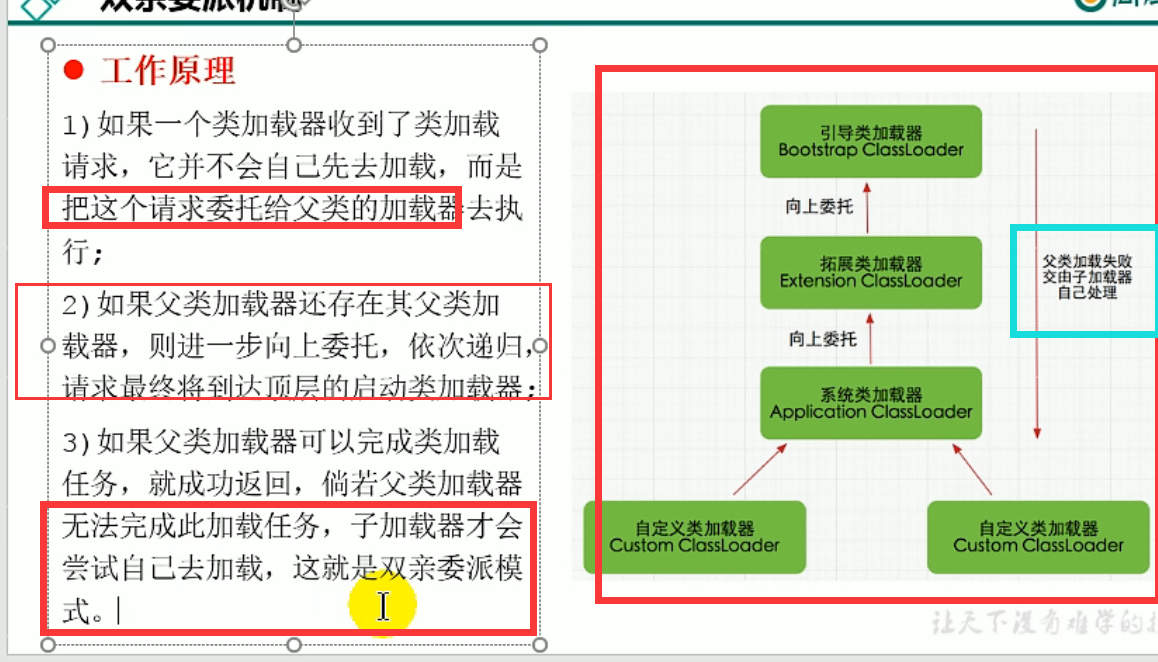 双亲委派机制
工作原理
1)如果一个类加载器收到了类加载
请求，它并不会自己先去加载，而是
把这个请求委托给父类的加载器去执
行；
2)如果父类加载器还存在其父类加
载器，则进一步向上委托，依次递归，
请求最终将到达顶层的启动类加载器；
3)如果父类加载器可以完成类加载
任务，就成功返回，倘若父类加载器
无法完成此加载任务，子加载器才会
尝试自己去加载，这就是双亲委派模
式。
引导类加载器
Bootstrap ClassLoader
向上委托
拓展类加载器
Extension ClassLoader
向上委托
系统类加载器
Application ClassLoader
父类加载失败
交由子加载器
自己处理
自定义类加载器
Custom ClassLoader
自定义类加载器
Custom ClassLoader
让天下没有难学的